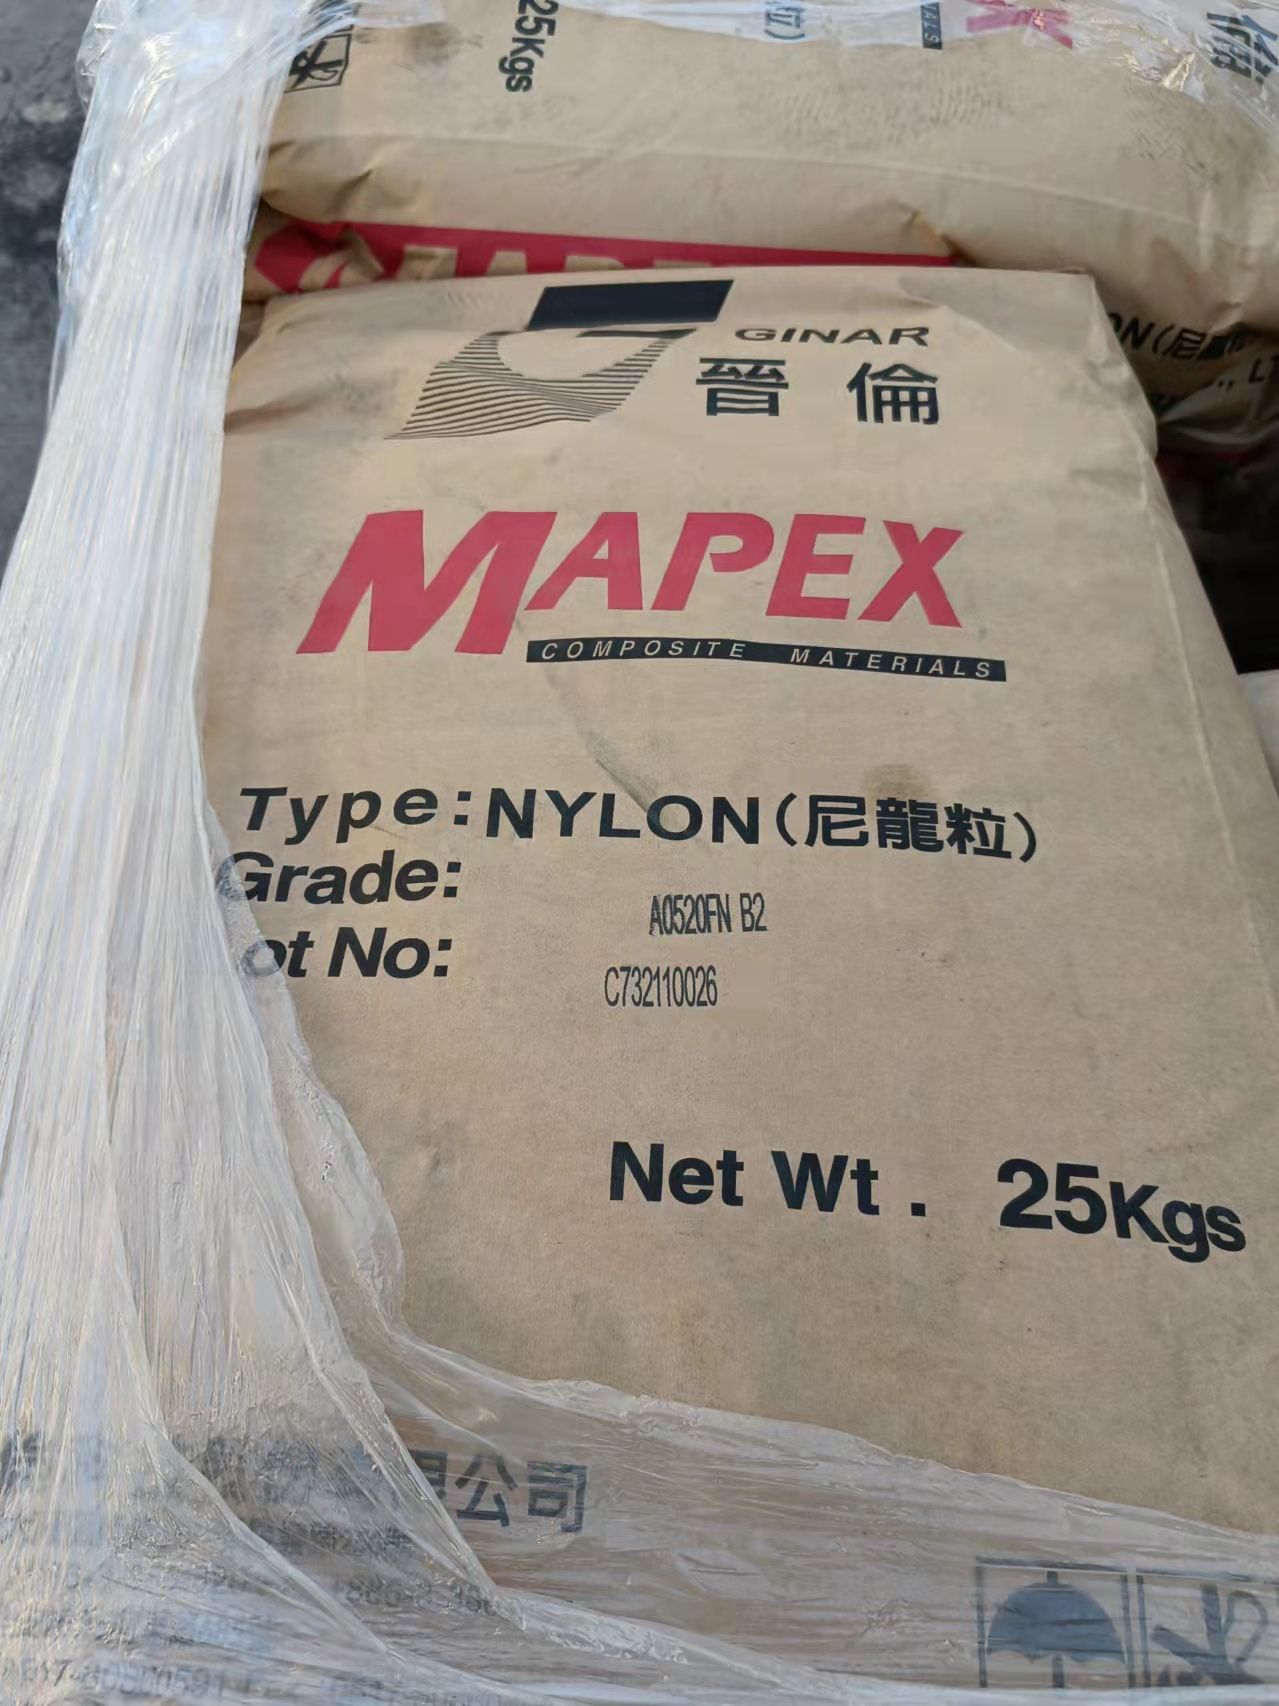 25Kgs
GINAR
晉倫
MAPEX
COMPOSITE MATERIALS
Type:NYLON(尼龍粒)
Grade: A0520FN B2
ot No: C732110026
Net Wt. 25Kgs
公司